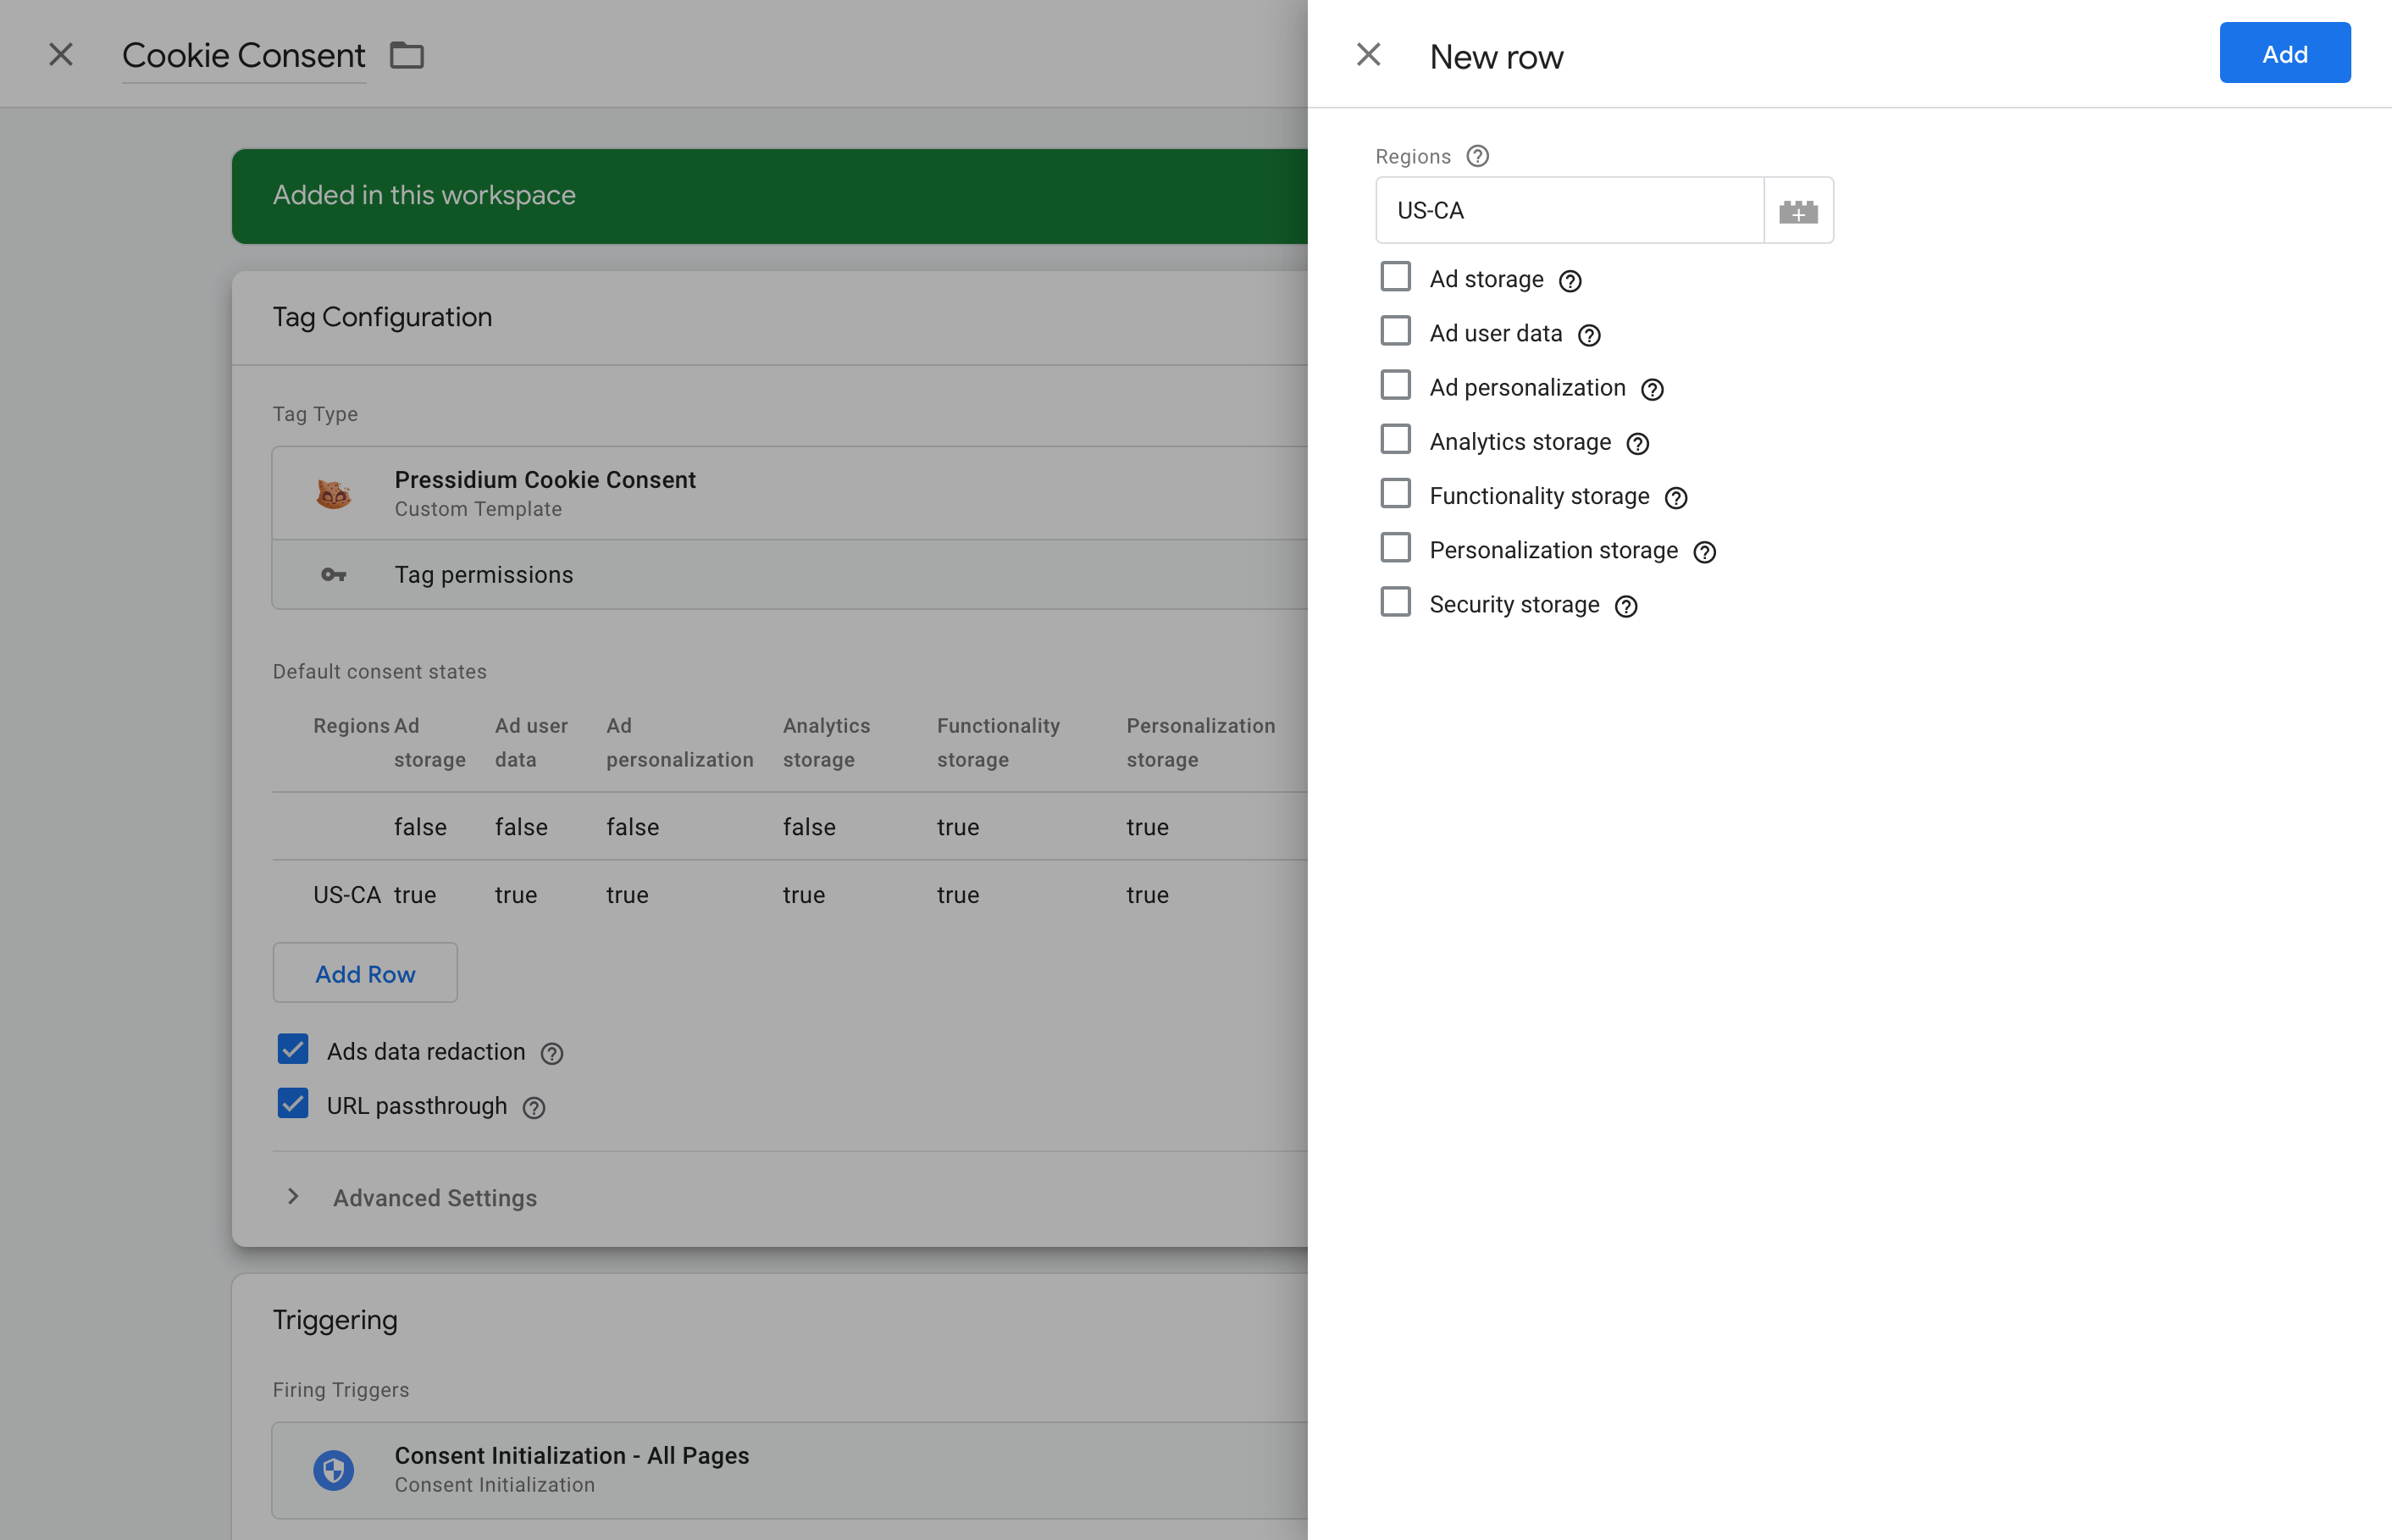 Cookie Consent
Added in this workspace
Tag Configuration
Tag Type
Pressidium Cookie Consent
Custom Template
Tag permissions
Default consent states
Regions Ad storage Ad user data Ad personalization Analytics storage Functionality storage Personalization storage
false false false false true true
US-CA true true true true true true
Add Row
Ads data redaction
URL passthrough
Advanced Settings
Triggering
Firing Triggers
Consent Initialization - All Pages
Consent Initialization
New row
Add
Regions
US-CA
Ad storage
Ad user data
Ad personalization
Analytics storage
Functionality storage
Personalization storage
Security storage